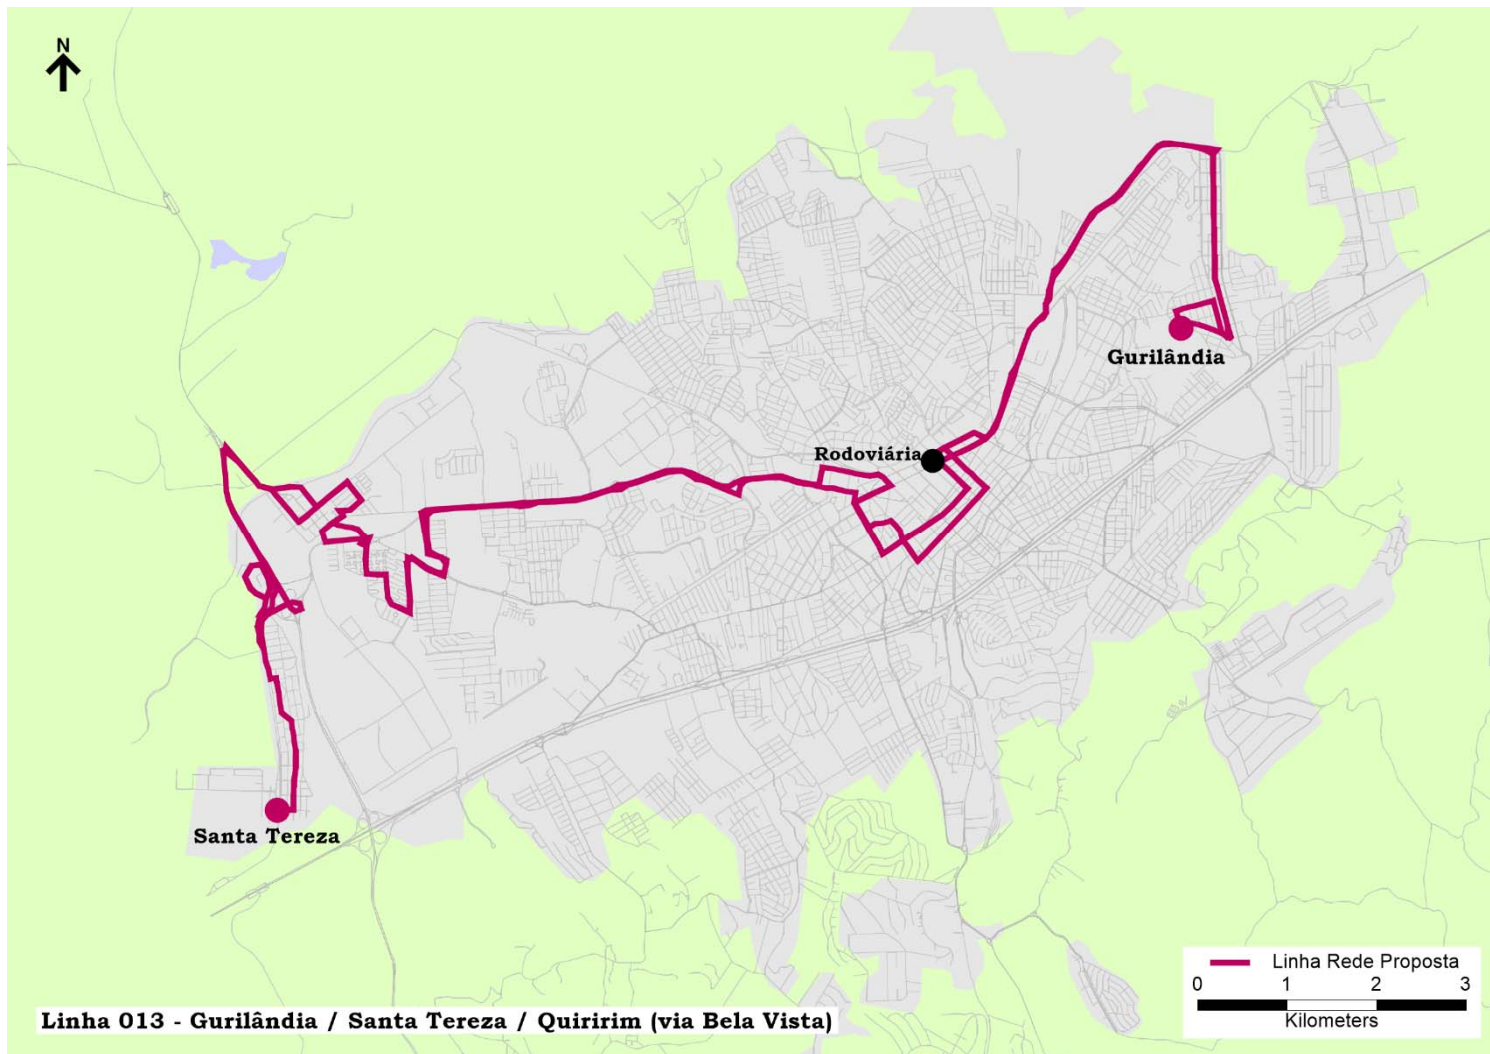 N
Gurilândia
Rodoviária
Santa Tereza
Linha Rede Proposta
0 1 2 3
Kilometers
Linha 013 - Gurilândia / Santa Tereza / Quiririm (via Bela Vista)